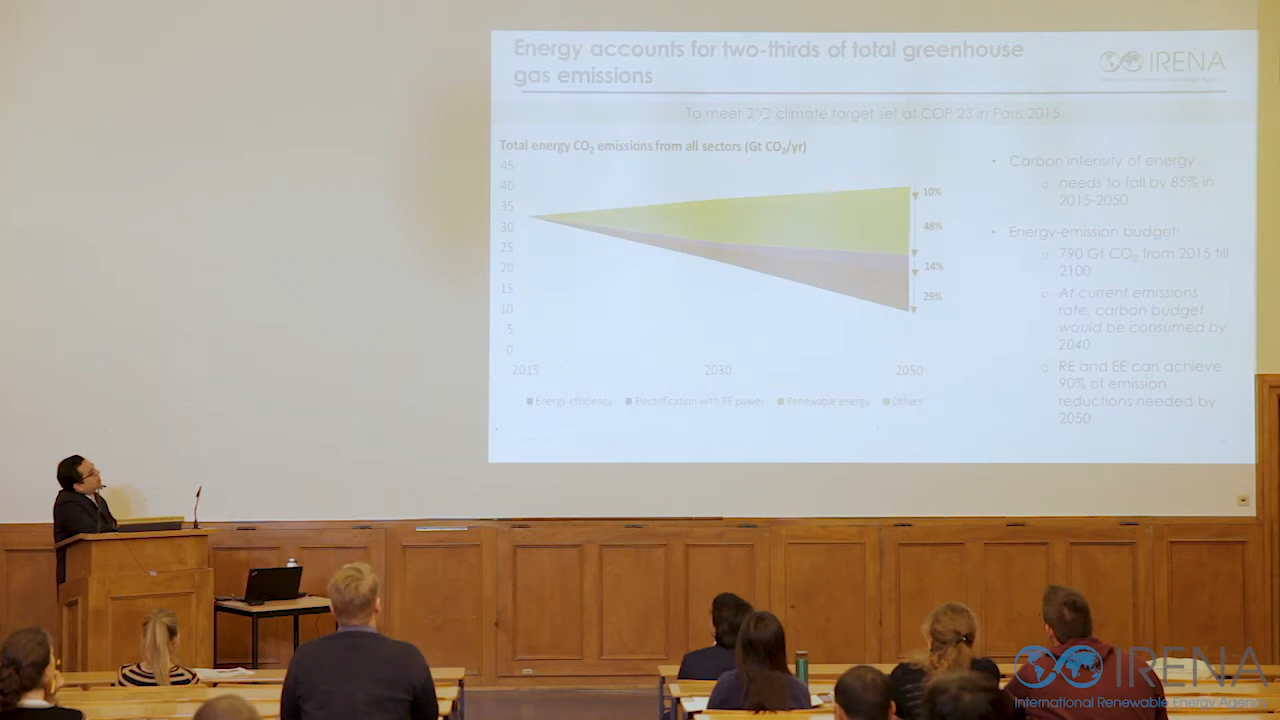 Energy accounts for two-thirds of total greenhouse
gas emissions
IRENA
To meet 2°C climate target set at COP 23 in Paris 2015
Total energy CO₂ emissions from all sectors (Gt CO₂/yr)
45
40
35
30
25
20
15
10
5
0
2015 2030 2050
10%
48%
14%
29%
Energy efficiency Electrification with RE power Renewable energy Others
• Carbon intensity of energy:
o needs to fall by 85% in
2015-2050
• Energy-emission budget:
o 790 Gt CO₂ from 2015 till
2100
o At current emissions
rate, carbon budget
would be consumed by
2040
o RE and EE can achieve
90% of emission
reductions needed by
2050
IRENA
International Renewable Energy Agency